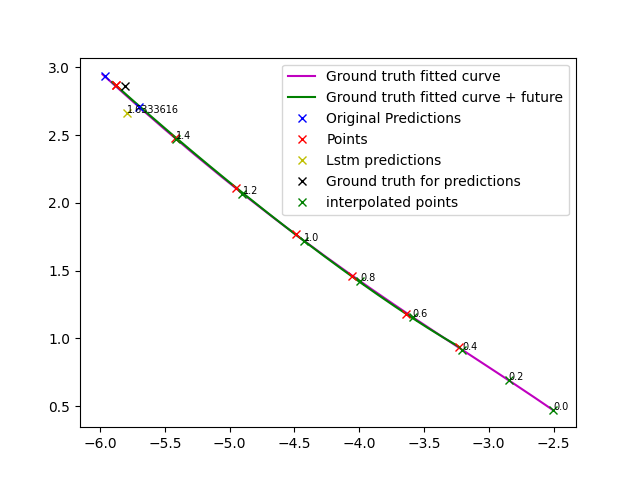 3.0
2.5
2.0
1.5
1.0
0.5
−6.0 −5.5 −5.0 −4.5 −4.0 −3.5 −3.0 −2.5
Ground truth fitted curve
Ground truth fitted curve + future
Original Predictions
Points
Lstm predictions
Ground truth for predictions
interpolated points
1.4
1.2
1.0
0.8
0.6
0.4
0.2
0.0